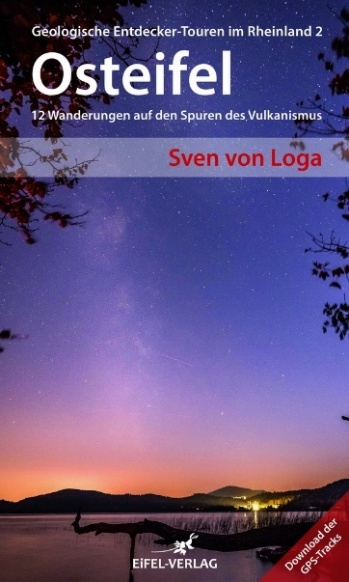 Geologische Entdecker-Touren im Rheinland 2
Osteifel
12 Wanderungen auf den Spuren des Vulkanismus
Sven von Loga
Download der
GPS-Tracks
EIFEL-VERLAG